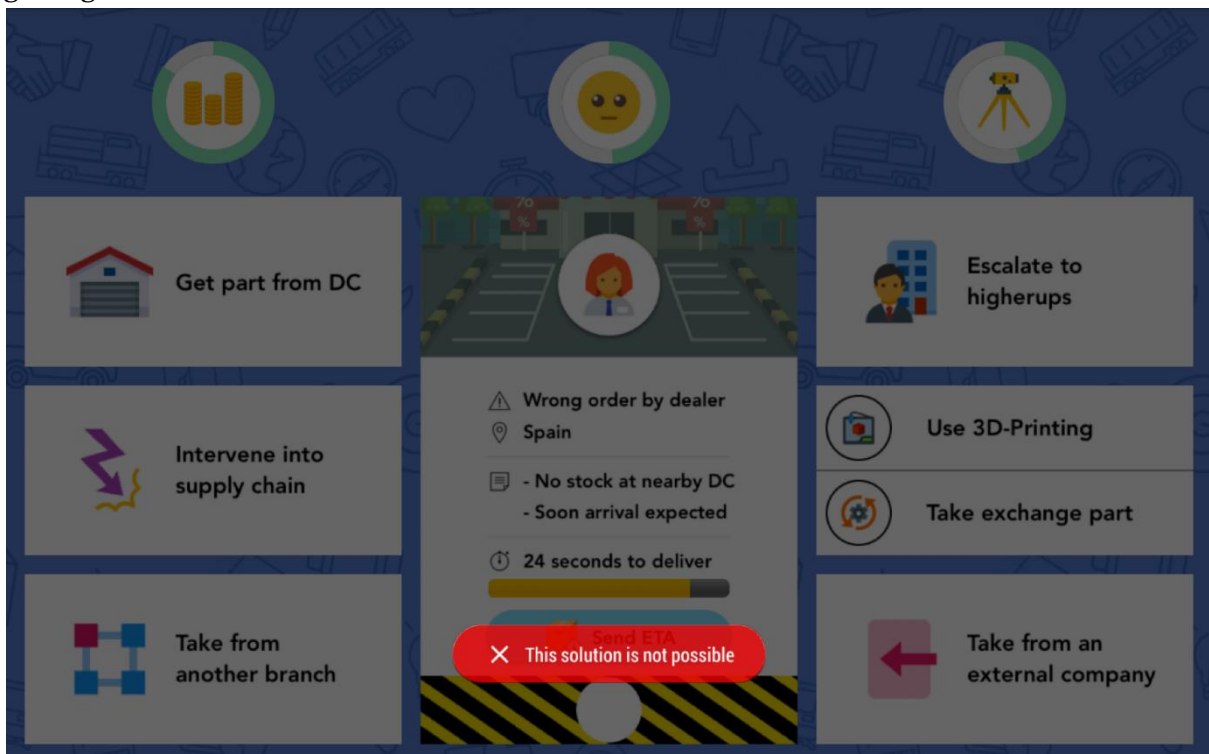 %
%
%
%
Get part from DC
Escalate to
higherups
Wrong order by dealer
Spain
- No stock at nearby DC
- Soon arrival expected
24 seconds to deliver
Send ETA
This solution is not possible
Intervene into
supply chain
Use 3D-Printing
Take exchange part
Take from
another branch
Take from an
external company